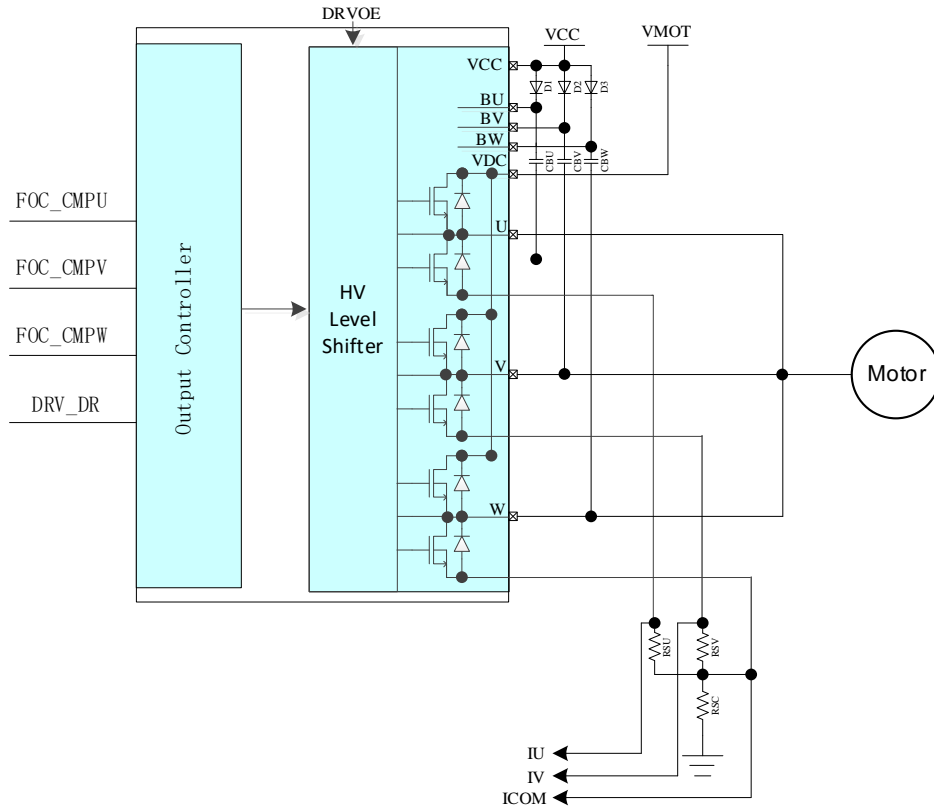 DRVOE
VCC
VMOT
VCC
D1
D2
D3
BU
BV
BW
VDC
CBU
CBV
CBW
FOC_CMPU
U
FOC_CMPV
HV
Level
Shifter
FOC_CMPW
Output Controller
V
Motor
DRV_DR
W
RSU
RSV
RSC
IU
IV
ICOM